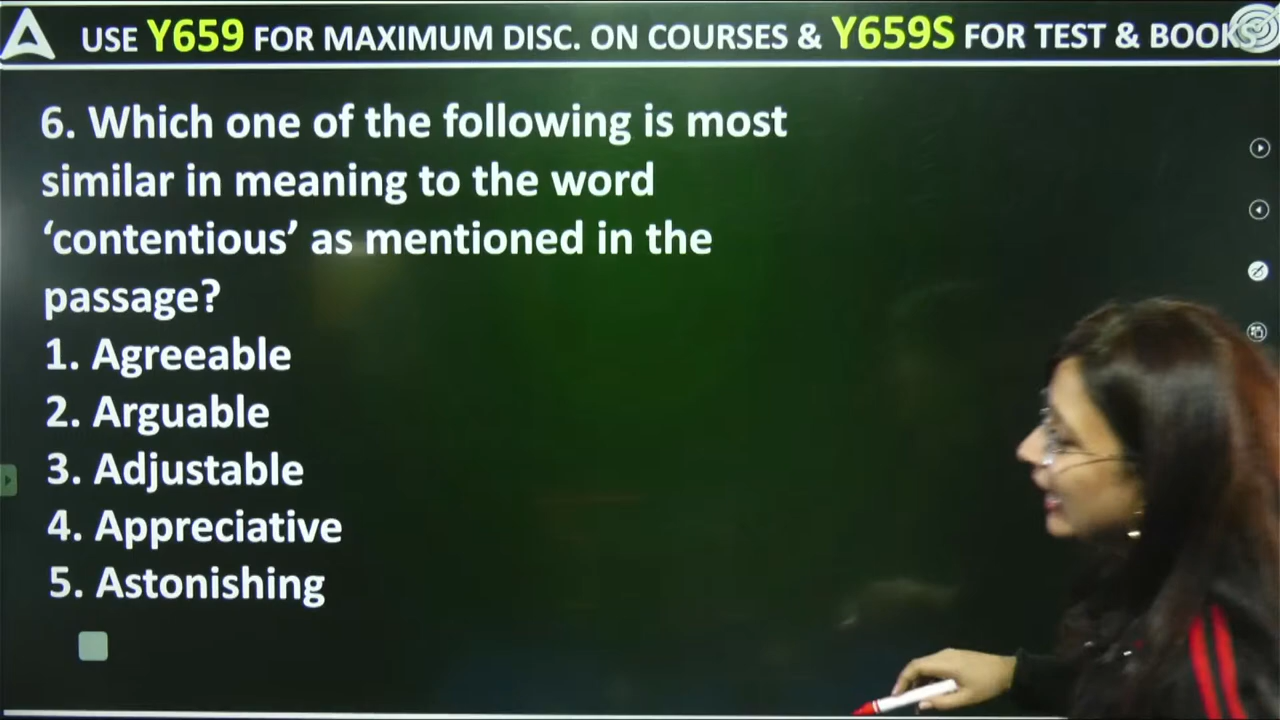 USE Y659 FOR MAXIMUM DISC. ON COURSES & Y659S FOR TEST & BOOKS
6. Which one of the following is most
similar in meaning to the word
‘contentious’ as mentioned in the
passage?
1. Agreeable
2. Arguable
3. Adjustable
4. Appreciative
5. Astonishing